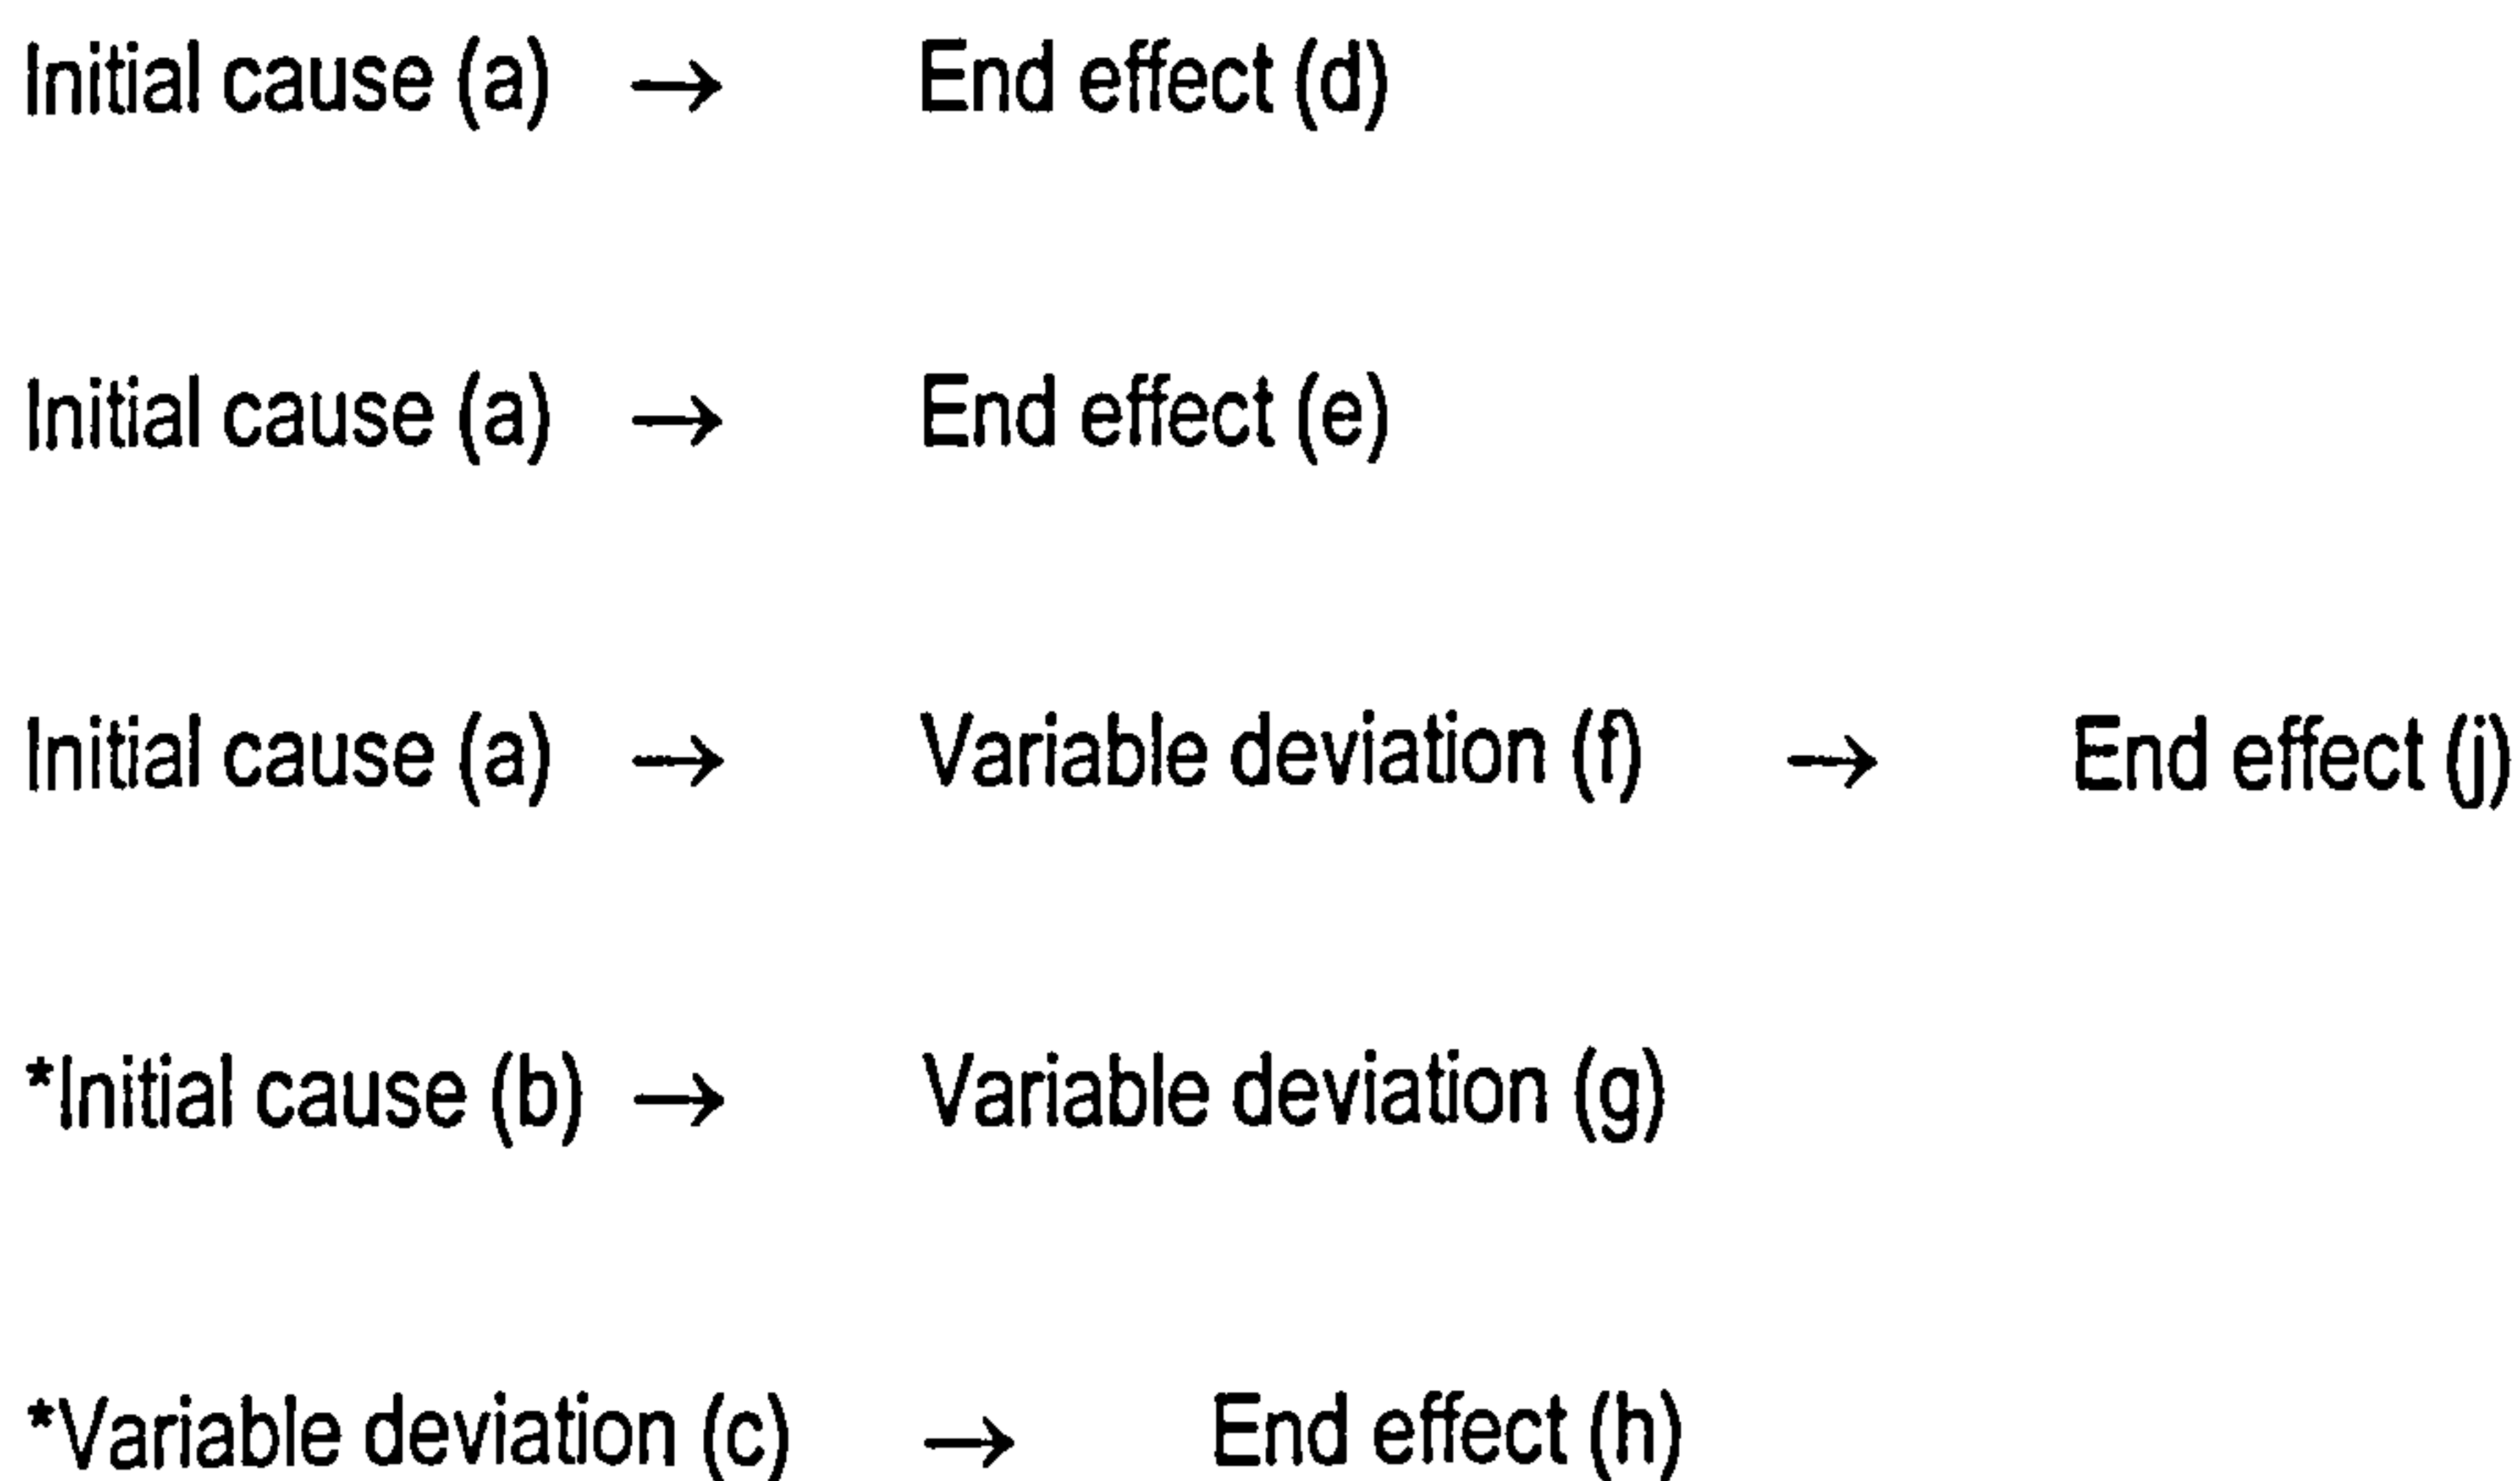 Initial cause (a) → End effect (d)
Initial cause (a) → End effect (e)
Initial cause (a) → Variable deviation (f) → End effect (j)
*Initial cause (b) → Variable deviation (g)
*Variable deviation (c) → End effect (h)